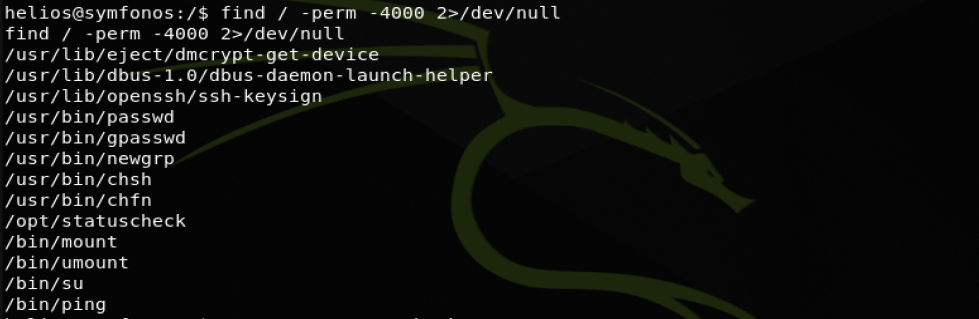 helios@symfonos:/$ find / -perm -4000 2>/dev/null
find / -perm -4000 2>/dev/null
/usr/lib/eject/dmcrypt-get-device
/usr/lib/dbus-1.0/dbus-daemon-launch-helper
/usr/lib/openssh/ssh-keysign
/usr/bin/passwd
/usr/bin/gpasswd
/usr/bin/newgrp
/usr/bin/chsh
/usr/bin/chfn
/opt/statuscheck
/bin/mount
/bin/umount
/bin/su
/bin/ping